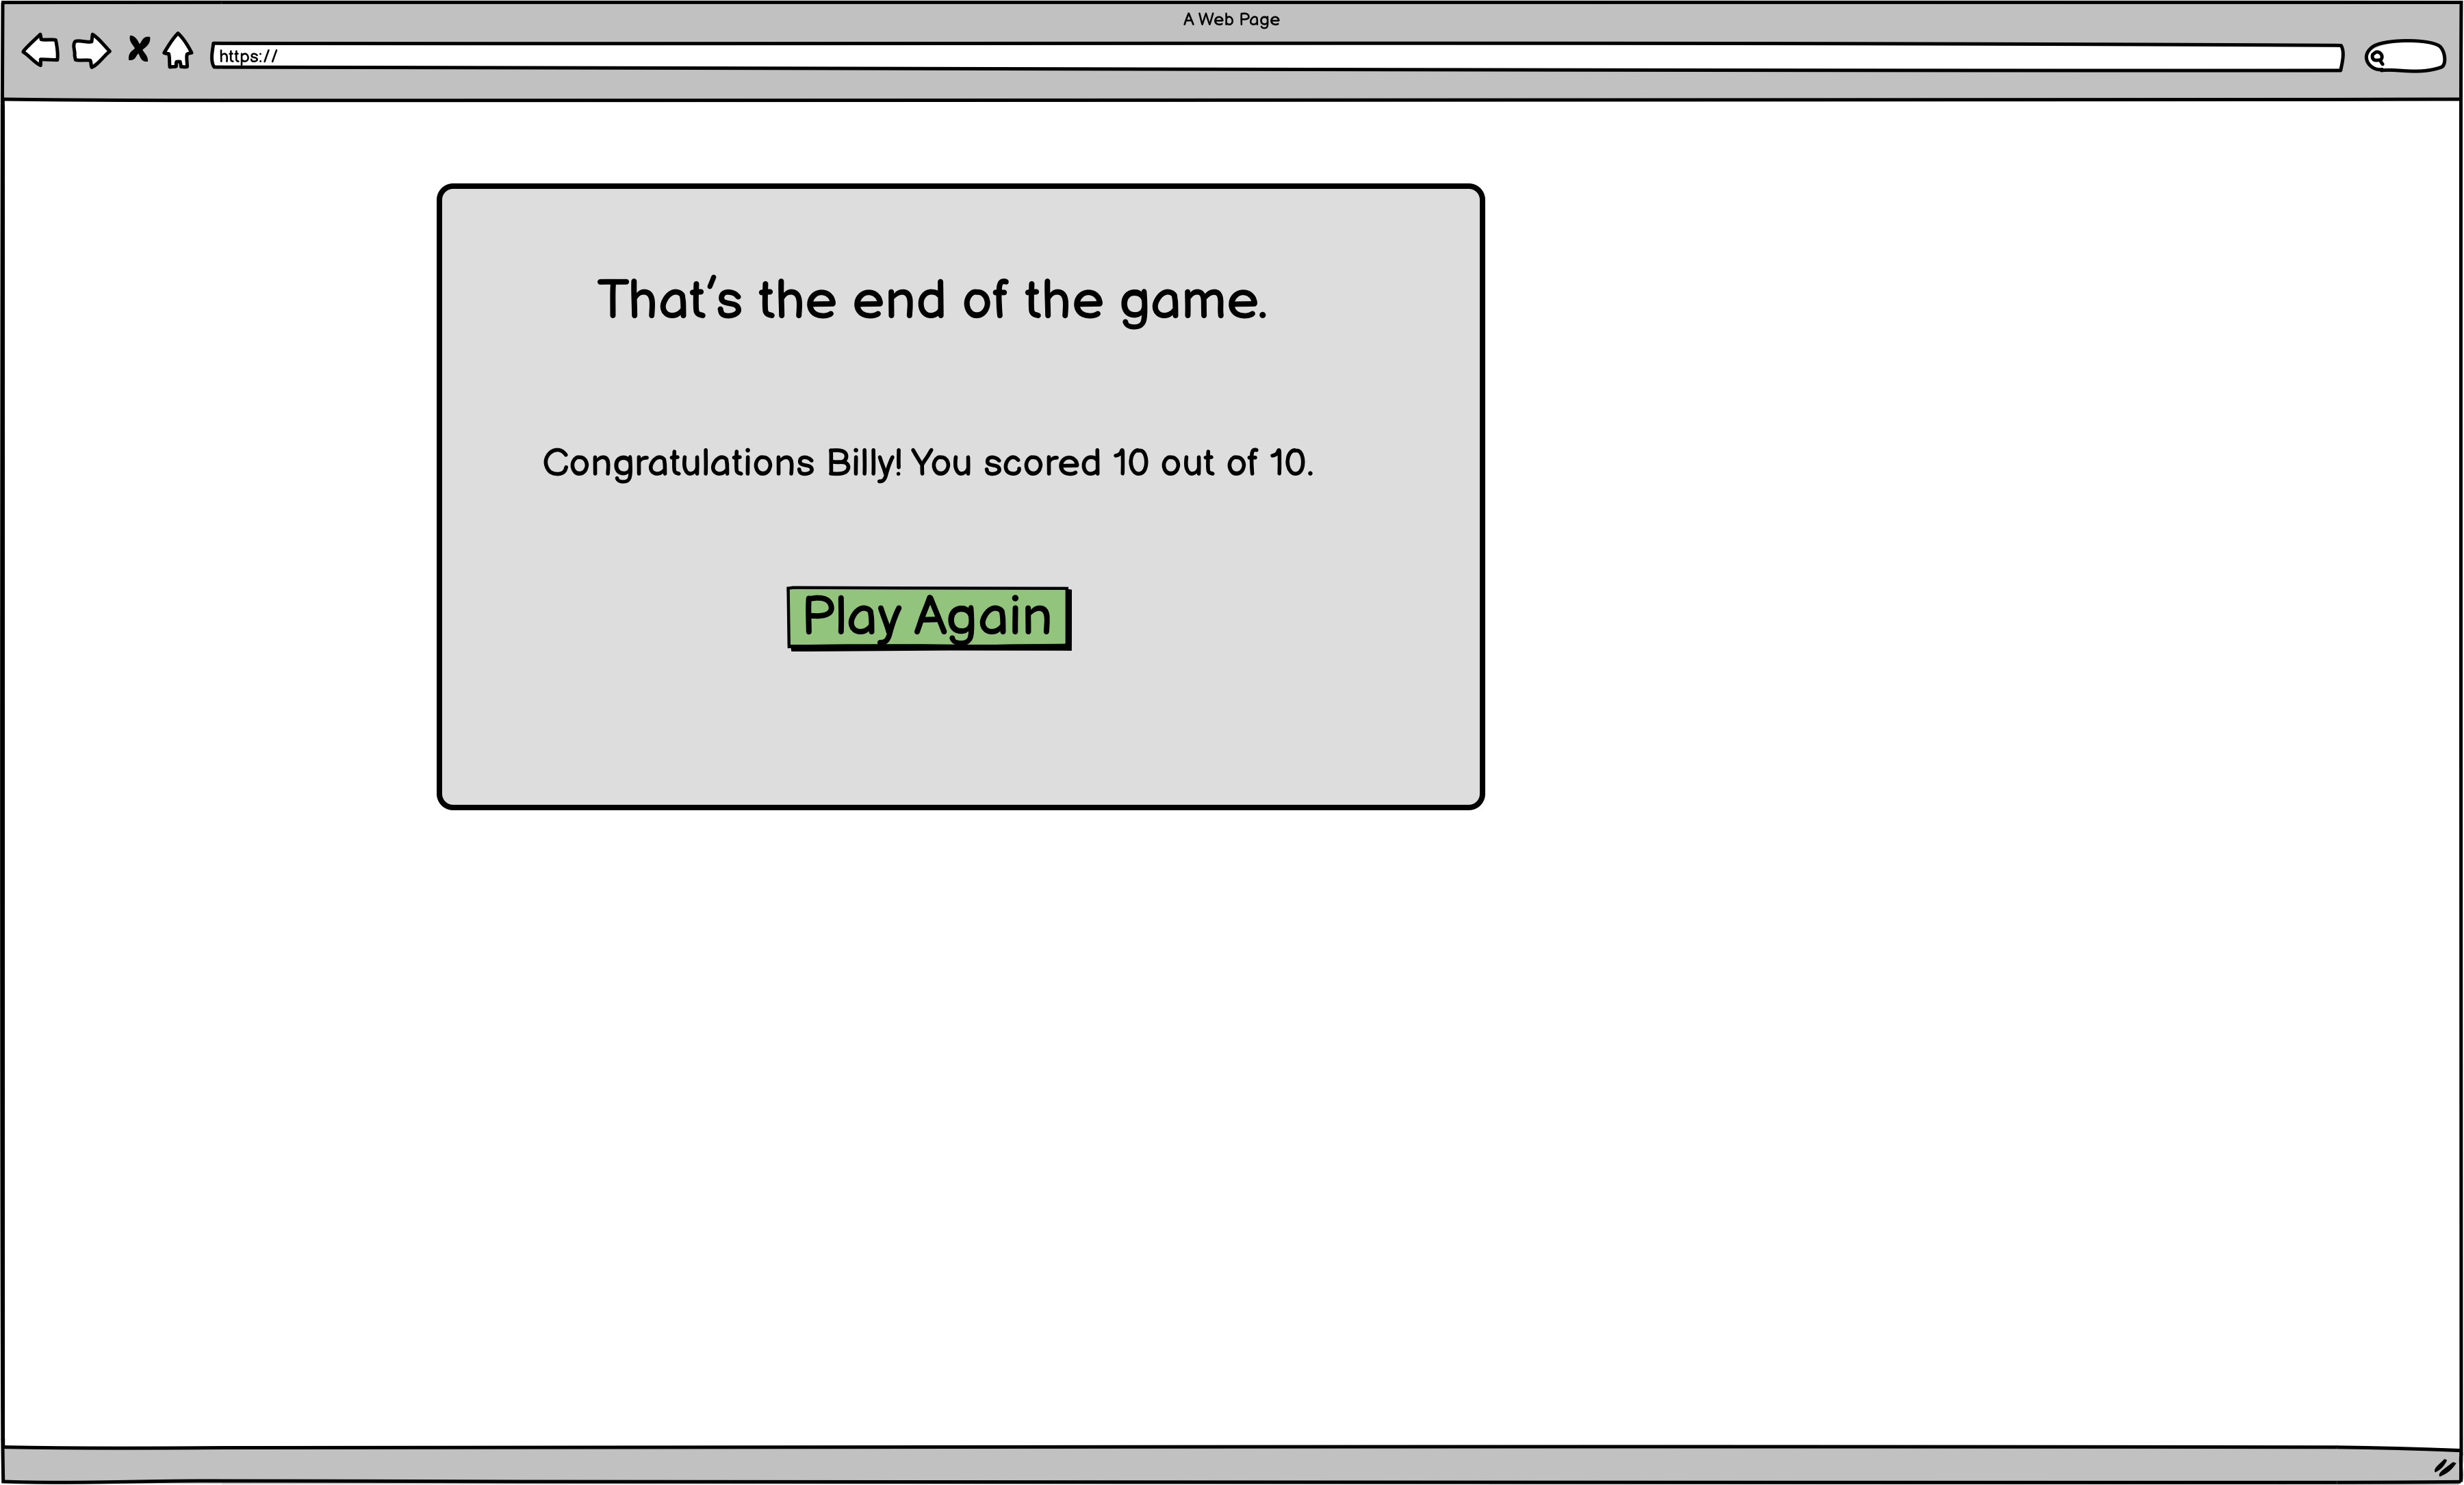 A Web Page
https://
That's the end of the game.
Congratulations Billy! You scored 10 out of 10.
Play Again